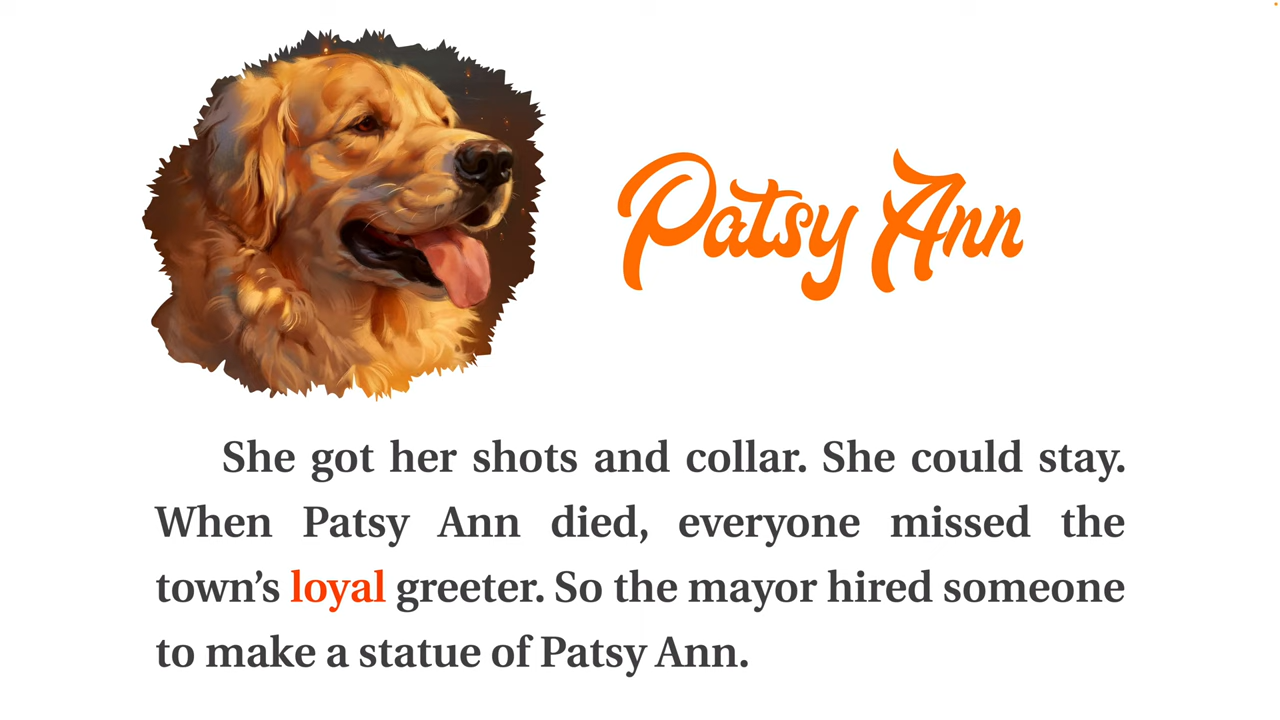 Patsy Ann
She got her shots and collar. She could stay.
When Patsy Ann died, everyone missed the
town’s loyal greeter. So the mayor hired someone
to make a statue of Patsy Ann.